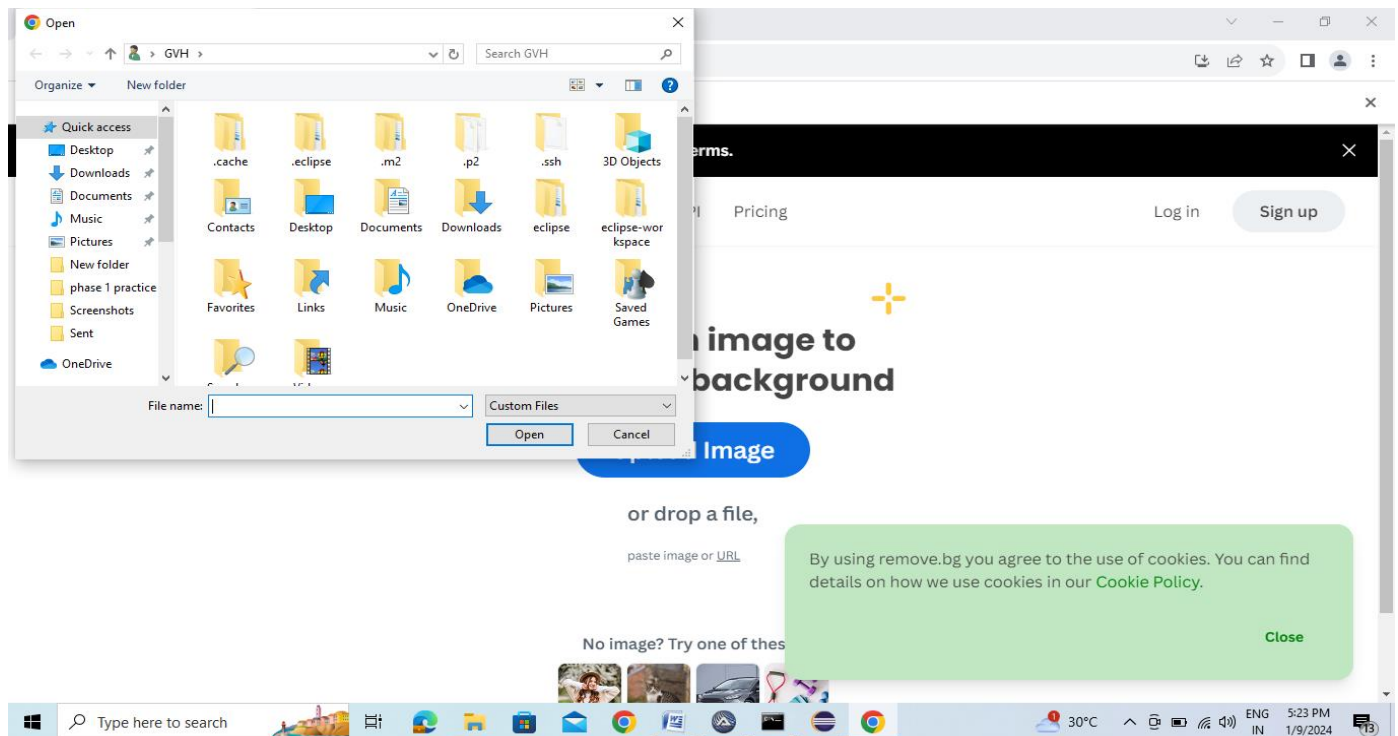 Open
GVH
Search GVH
Organize
New folder
Quick access
Desktop
Downloads
Documents
Music
Pictures
New folder
phase 1 practice
Screenshots
Sent
OneDrive
.cache
.eclipse
.m2
.p2
.ssh
3D Objects
Contacts
Desktop
Documents
Downloads
eclipse
eclipse-wor
kspace
Favorites
Links
Music
OneDrive
Pictures
Saved
Games
File name:
Custom Files
Open
Cancel
erms.
Pricing
Log in
Sign up
image to
background
Image
or drop a file,
paste image or URL
By using remove.bg you agree to the use of cookies. You can find
details on how we use cookies in our Cookie Policy.
Close
No image? Try one of thes
Type here to search
1
30°C
ENG
IN
5:23 PM
1/9/2024
13